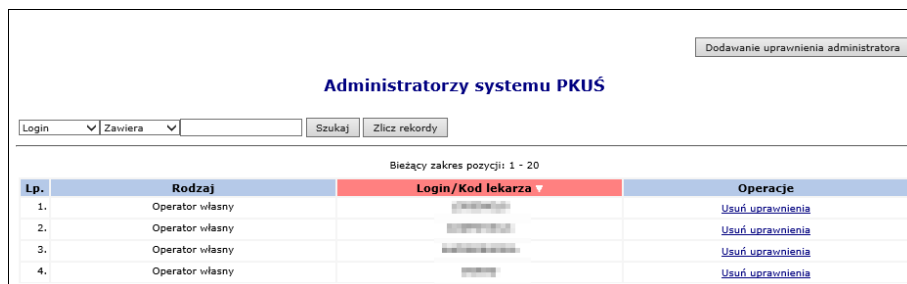 Dodawanie uprawnienia administratora
Administratorzy systemu PKUŚ
Login Zawiera Szukaj Zlicz rekordy
Bieżący zakres pozycji: 1 - 20
Lp. Rodzaj Login/Kod lekarza Operacje
1. Operator własny Usuń uprawnienia
2. Operator własny Usuń uprawnienia
3. Operator własny Usuń uprawnienia
4. Operator własny Usuń uprawnienia